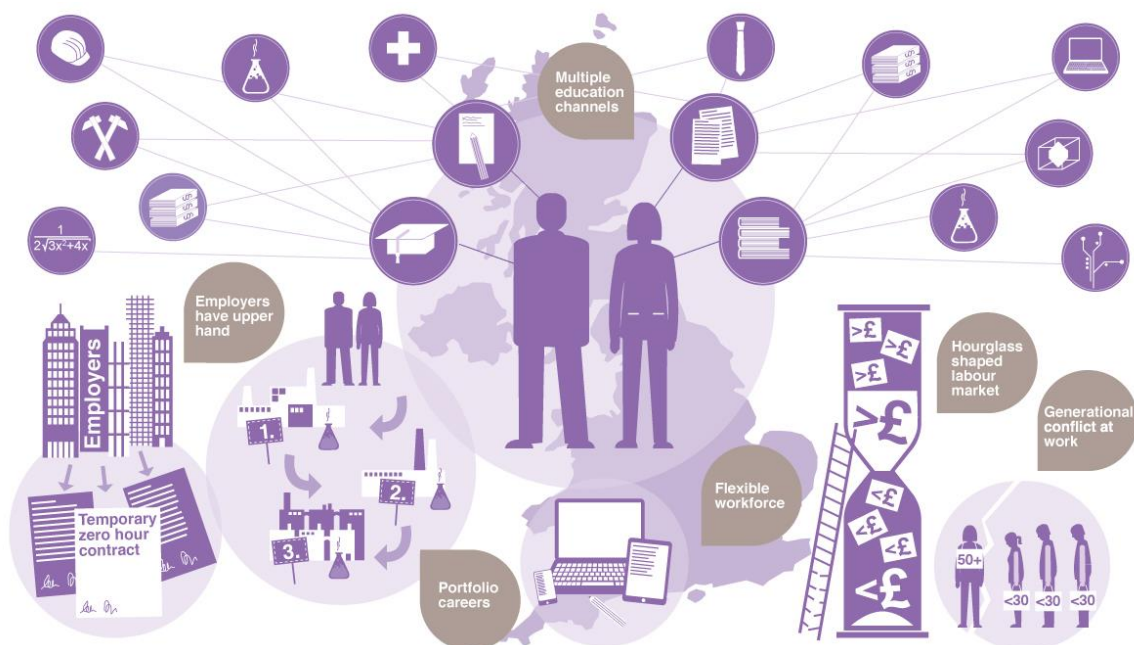 Multiple
education
channels
1
2√3x²+4x
Employers
have upper
hand
Employers
Temporary
zero hour
contract
1.
2.
3.
Portfolio
careers
Flexible
workforce
>£
>£
>£
>£
<£
<£
<£
<£
Hourglass
shaped
labour
market
Generational
conflict at
work
50+
<30 <30 <30